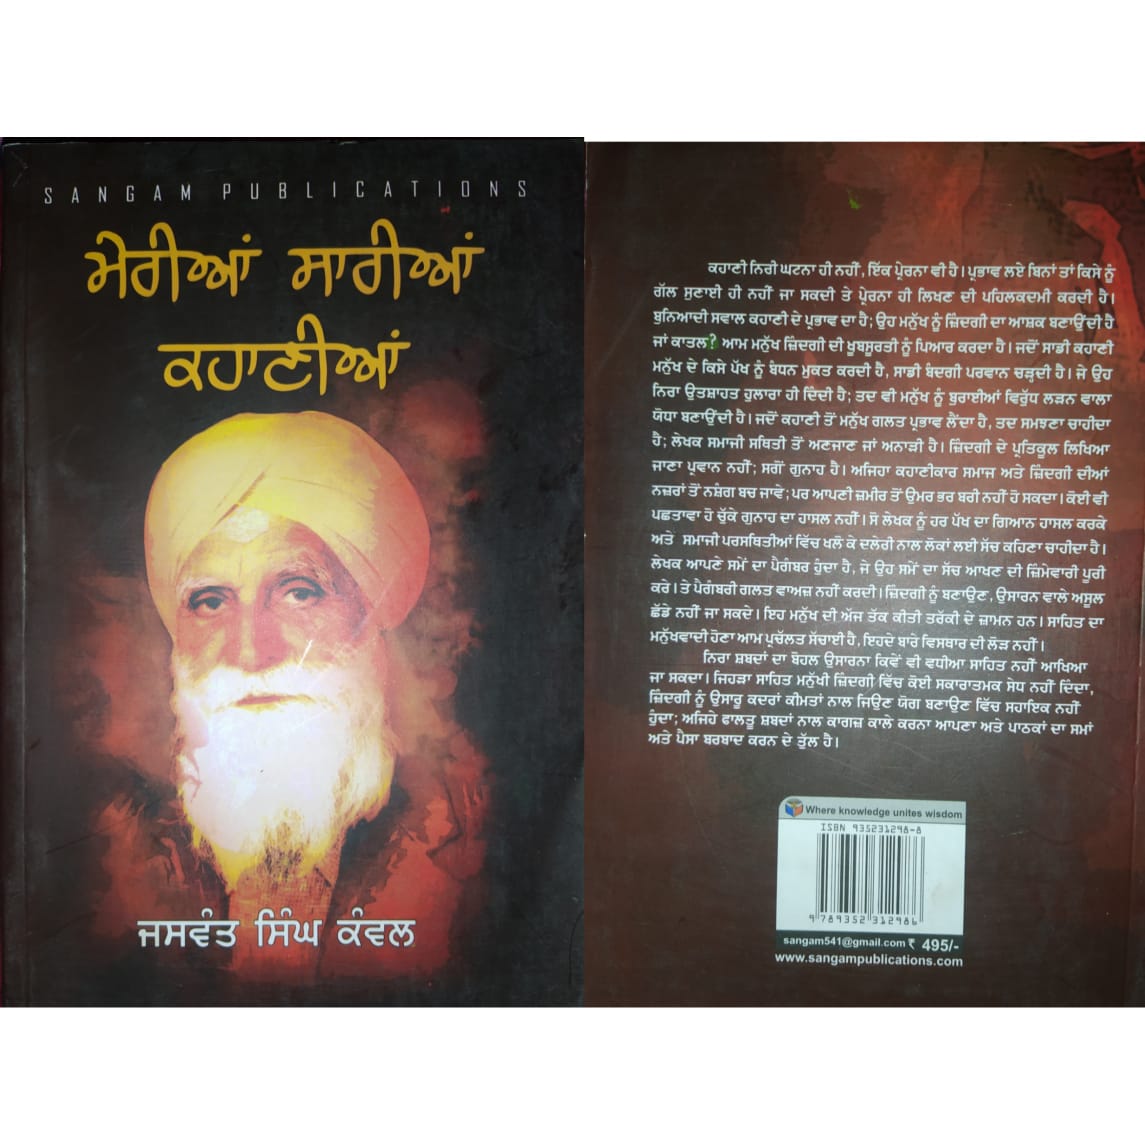 SANGAM PUBLICATIONS
ਮੇਰੀਆਂ ਸਾਰੀਆਂ
ਕਹਾਣੀਆਂ
ਜਸਵੰਤ ਸਿੰਘ ਕੰਵਲ
ਕਹਾਣੀ ਨਿਰੀ ਘਟਨਾ ਹੀ ਨਹੀਂ, ਇੱਕ ਪ੍ਰੇਰਨਾ ਵੀ ਹੈ। ਪ੍ਰਭਾਵ ਲਏ ਬਿਨਾਂ ਤਾਂ ਕਿਸੇ ਨੂੰ
ਗੱਲ ਸੁਣਾਈ ਹੀ ਨਹੀਂ ਜਾ ਸਕਦੀ ਤੇ ਪ੍ਰੇਰਨਾ ਹੀ ਲਿਖਣ ਦੀ ਪਹਿਲਕਦਮੀ ਕਰਦੀ ਹੈ।
ਬੁਨਿਆਦੀ ਸਵਾਲ ਕਹਾਣੀ ਦੇ ਪ੍ਰਭਾਵ ਦਾ ਹੈ; ਉਹ ਮਨੁੱਖ ਨੂੰ ਜ਼ਿੰਦਗੀ ਦਾ ਆਸ਼ਕ ਬਣਾਉਂਦੀ ਹੈ
ਜਾਂ ਕਾਤਲ? ਆਮ ਮਨੁੱਖ ਜ਼ਿੰਦਗੀ ਦੀ ਖ਼ੂਬਸੂਰਤੀ ਨੂੰ ਪਿਆਰ ਕਰਦਾ ਹੈ। ਜਦੋਂ ਸਾਡੀ ਕਹਾਣੀ
ਮਨੁੱਖ ਦੇ ਕਿਸੇ ਪੱਖ ਨੂੰ ਬੰਧਨ ਮੁਕਤ ਕਰਦੀ ਹੈ, ਸਾਡੀ ਬੰਦਗੀ ਪਰਵਾਨ ਚੜ੍ਹਦੀ ਹੈ। ਜੇ ਉਹ
ਨਿਰਾ ਉਤਸ਼ਾਹਤ ਹੁਲਾਰਾ ਹੀ ਦਿੰਦੀ ਹੈ; ਤਦ ਵੀ ਮਨੁੱਖ ਨੂੰ ਬੁਰਾਈਆਂ ਵਿਰੁੱਧ ਲੜਨ ਵਾਲਾ
ਯੋਧਾ ਬਣਾਉਂਦੀ ਹੈ। ਜਦੋਂ ਕਹਾਣੀ ਤੋਂ ਮਨੁੱਖ ਗਲਤ ਪ੍ਰਭਾਵ ਲੈਂਦਾ ਹੈ, ਤਦ ਸਮਝਣਾ ਚਾਹੀਦਾ
ਹੈ; ਲੇਖਕ ਸਮਾਜੀ ਸਥਿਤੀ ਤੋਂ ਅਣਜਾਣ ਜਾਂ ਅਨਾੜੀ ਹੈ। ਜ਼ਿੰਦਗੀ ਦੇ ਪ੍ਰਤਿਕੂਲ ਲਿਖਿਆ
ਜਾਣਾ ਪ੍ਰਵਾਨ ਨਹੀਂ; ਸਗੋਂ ਗੁਨਾਹ ਹੈ। ਅਜਿਹਾ ਕਹਾਣੀਕਾਰ ਸਮਾਜ ਅਤੇ ਜ਼ਿੰਦਗੀ ਦੀਆਂ
ਨਜ਼ਰਾਂ ਤੋਂ ਨਸ਼ੰਗ ਬਚ ਜਾਵੇ; ਪਰ ਆਪਣੀ ਜ਼ਮੀਰ ਤੋਂ ਉਮਰ ਭਰ ਬਰੀ ਨਹੀਂ ਹੋ ਸਕਦਾ। ਕੋਈ ਵੀ
ਪਛਤਾਵਾ ਹੋ ਚੁੱਕੇ ਗੁਨਾਹ ਦਾ ਹਾਸਲ ਨਹੀਂ। ਸੋ ਲੇਖਕ ਨੂੰ ਹਰ ਪੱਖ ਦਾ ਗਿਆਨ ਹਾਸਲ ਕਰਕੇ
ਅਤੇ ਸਮਾਜੀ ਪਰਸਥਿਤੀਆਂ ਵਿੱਚ ਖਲੋ ਕੇ ਦਲੇਰੀ ਨਾਲ ਲੋਕਾਂ ਲਈ ਸੱਚ ਕਹਿਣਾ ਚਾਹੀਦਾ ਹੈ।
ਲੇਖਕ ਆਪਣੇ ਸਮੇਂ ਦਾ ਪੈਗੰਬਰ ਹੁੰਦਾ ਹੈ, ਜੇ ਉਹ ਸਮੇਂ ਦਾ ਸੱਚ ਆਖਣ ਦੀ ਜ਼ਿੰਮੇਵਾਰੀ ਪੂਰੀ
ਕਰੇ। ਤੇ ਪੈਗੰਬਰੀ ਗਲਤ ਵਾਅਜ਼ ਨਹੀਂ ਕਰਦੀ। ਜ਼ਿੰਦਗੀ ਨੂੰ ਬਣਾਉਣ, ਉਸਾਰਨ ਵਾਲੇ ਅਸੂਲ
ਛੱਡੇ ਨਹੀਂ ਜਾ ਸਕਦੇ। ਇਹ ਮਨੁੱਖ ਦੀ ਅੱਜ ਤੱਕ ਕੀਤੀ ਤਰੱਕੀ ਦੇ ਜ਼ਾਮਨ ਹਨ। ਸਾਹਿਤ ਦਾ
ਮਨੁੱਖਵਾਦੀ ਹੋਣਾ ਆਮ ਪ੍ਰਚੱਲਤ ਸੱਚਾਈ ਹੈ, ਇਹਦੇ ਬਾਰੇ ਵਿਸਥਾਰ ਦੀ ਲੋੜ ਨਹੀਂ।
ਨਿਰਾ ਸ਼ਬਦਾਂ ਦਾ ਬੋਹਲ ਉਸਾਰਨਾ ਕਿਵੇਂ ਵੀ ਵਧੀਆ ਸਾਹਿਤ ਨਹੀਂ ਆਖਿਆ
ਜਾ ਸਕਦਾ। ਜਿਹੜਾ ਸਾਹਿਤ ਮਨੁੱਖੀ ਜ਼ਿੰਦਗੀ ਵਿੱਚ ਕੋਈ ਸਕਾਰਾਤਮਕ ਸੇਧ ਨਹੀਂ ਦਿੰਦਾ,
ਜ਼ਿੰਦਗੀ ਨੂੰ ਉਸਾਰੂ ਕਦਰਾਂ ਕੀਮਤਾਂ ਨਾਲ ਜਿਉਣ ਯੋਗ ਬਣਾਉਣ ਵਿੱਚ ਸਹਾਇਕ ਨਹੀਂ
ਹੁੰਦਾ; ਅਜਿਹੇ ਫਾਲਤੂ ਸ਼ਬਦਾਂ ਨਾਲ ਕਾਗਜ਼ ਕਾਲੇ ਕਰਨਾ ਆਪਣਾ ਅਤੇ ਪਾਠਕਾਂ ਦਾ ਸਮਾਂ
ਅਤੇ ਪੈਸਾ ਬਰਬਾਦ ਕਰਨ ਦੇ ਤੁੱਲ ਹੈ।
Where knowledge unites wisdom
ISBN 935231298-8
9 789352 312986
sangam541@gmail.com ₹ 495/-
www.sangampublications.com